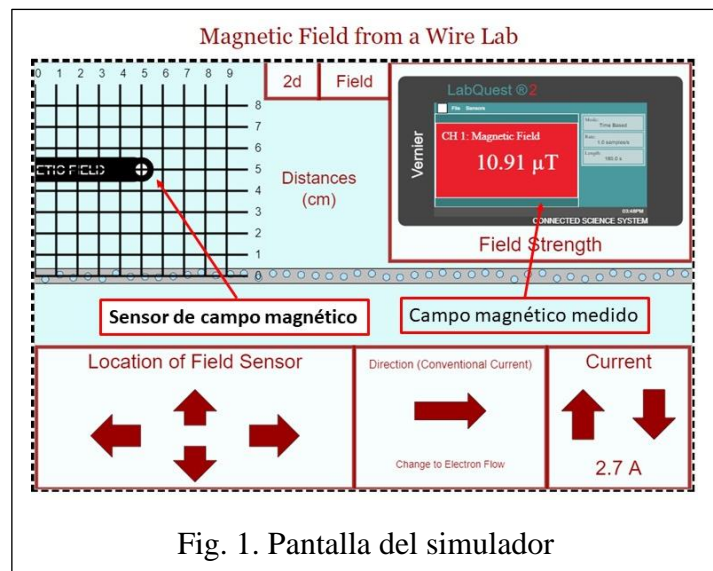 Magnetic Field from a Wire Lab
0 1 2 3 4 5 6 7 8 9
2d
Field
8
7
6
5
4
3
2
1
0
ETIC FIELD
Distances
(cm)
LabQuest ®2
Vernier
File Sensors
CH 1: Magnetic Field
10.91 µT
Mode:
Time Based
Rate:
1.0 samples/s
Length:
180.0 s
CONNECTED SCIENCE SYSTEM
Field Strength
Sensor de campo magnético
Campo magnético medido
Location of Field Sensor
Direction (Conventional Current)
Change to Electron Flow
Current
2.7 A
Fig. 1. Pantalla del simulador